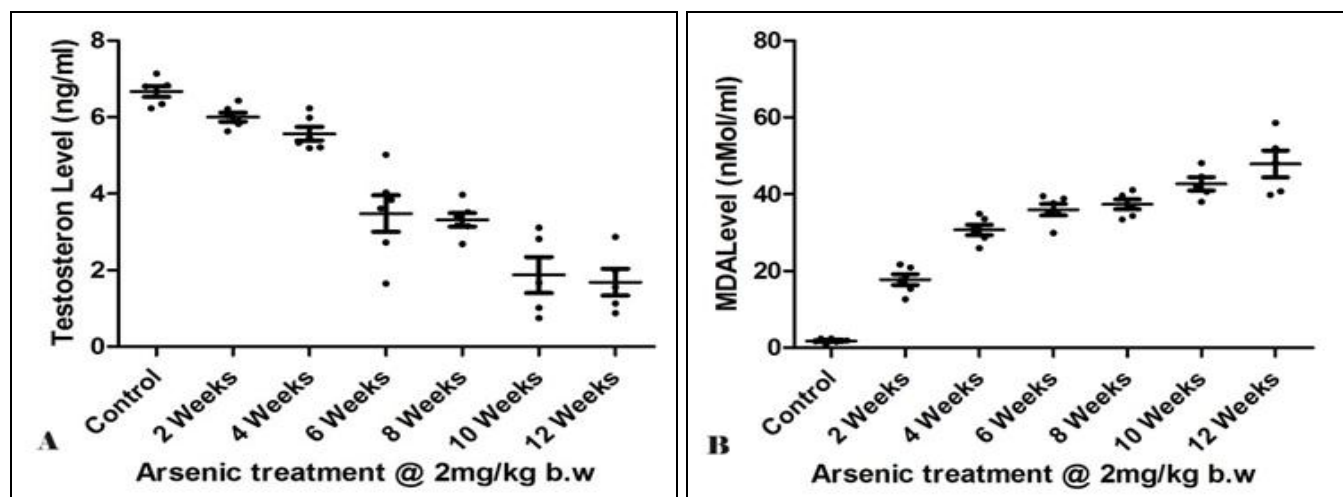 Testosteron Level (ng/ml)
8
6
4
2
0
Control
2 Weeks
4 Weeks
6 Weeks
8 Weeks
10 Weeks
12 Weeks
A
Arsenic treatment @ 2mg/kg b.w
MDALevel (nMol/ml)
80
60
40
20
0
Control
2 Weeks
4 Weeks
6 Weeks
8 Weeks
10 Weeks
12 Weeks
B
Arsenic treatment @ 2mg/kg b.w